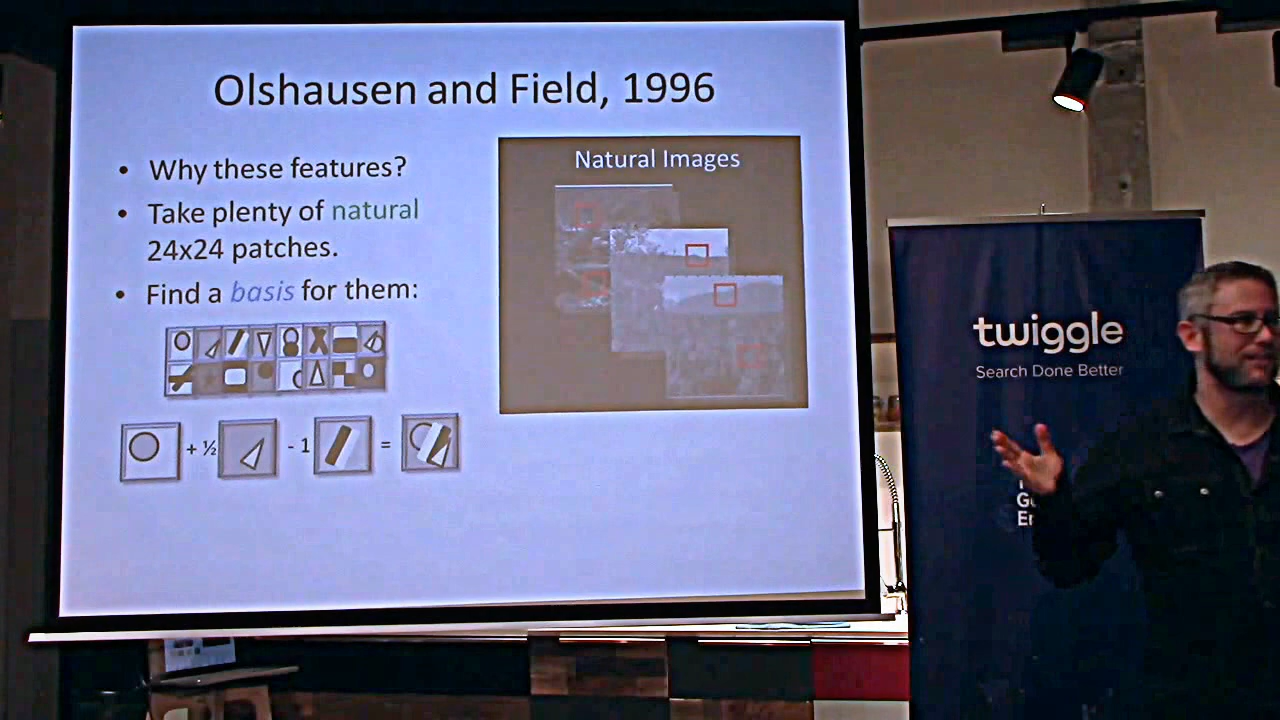 Olshausen and Field, 1996
• Why these features?
• Take plenty of natural
24x24 patches.
• Find a basis for them:
+ ½ - 1 =
Natural Images
twiggle
Search Done Better